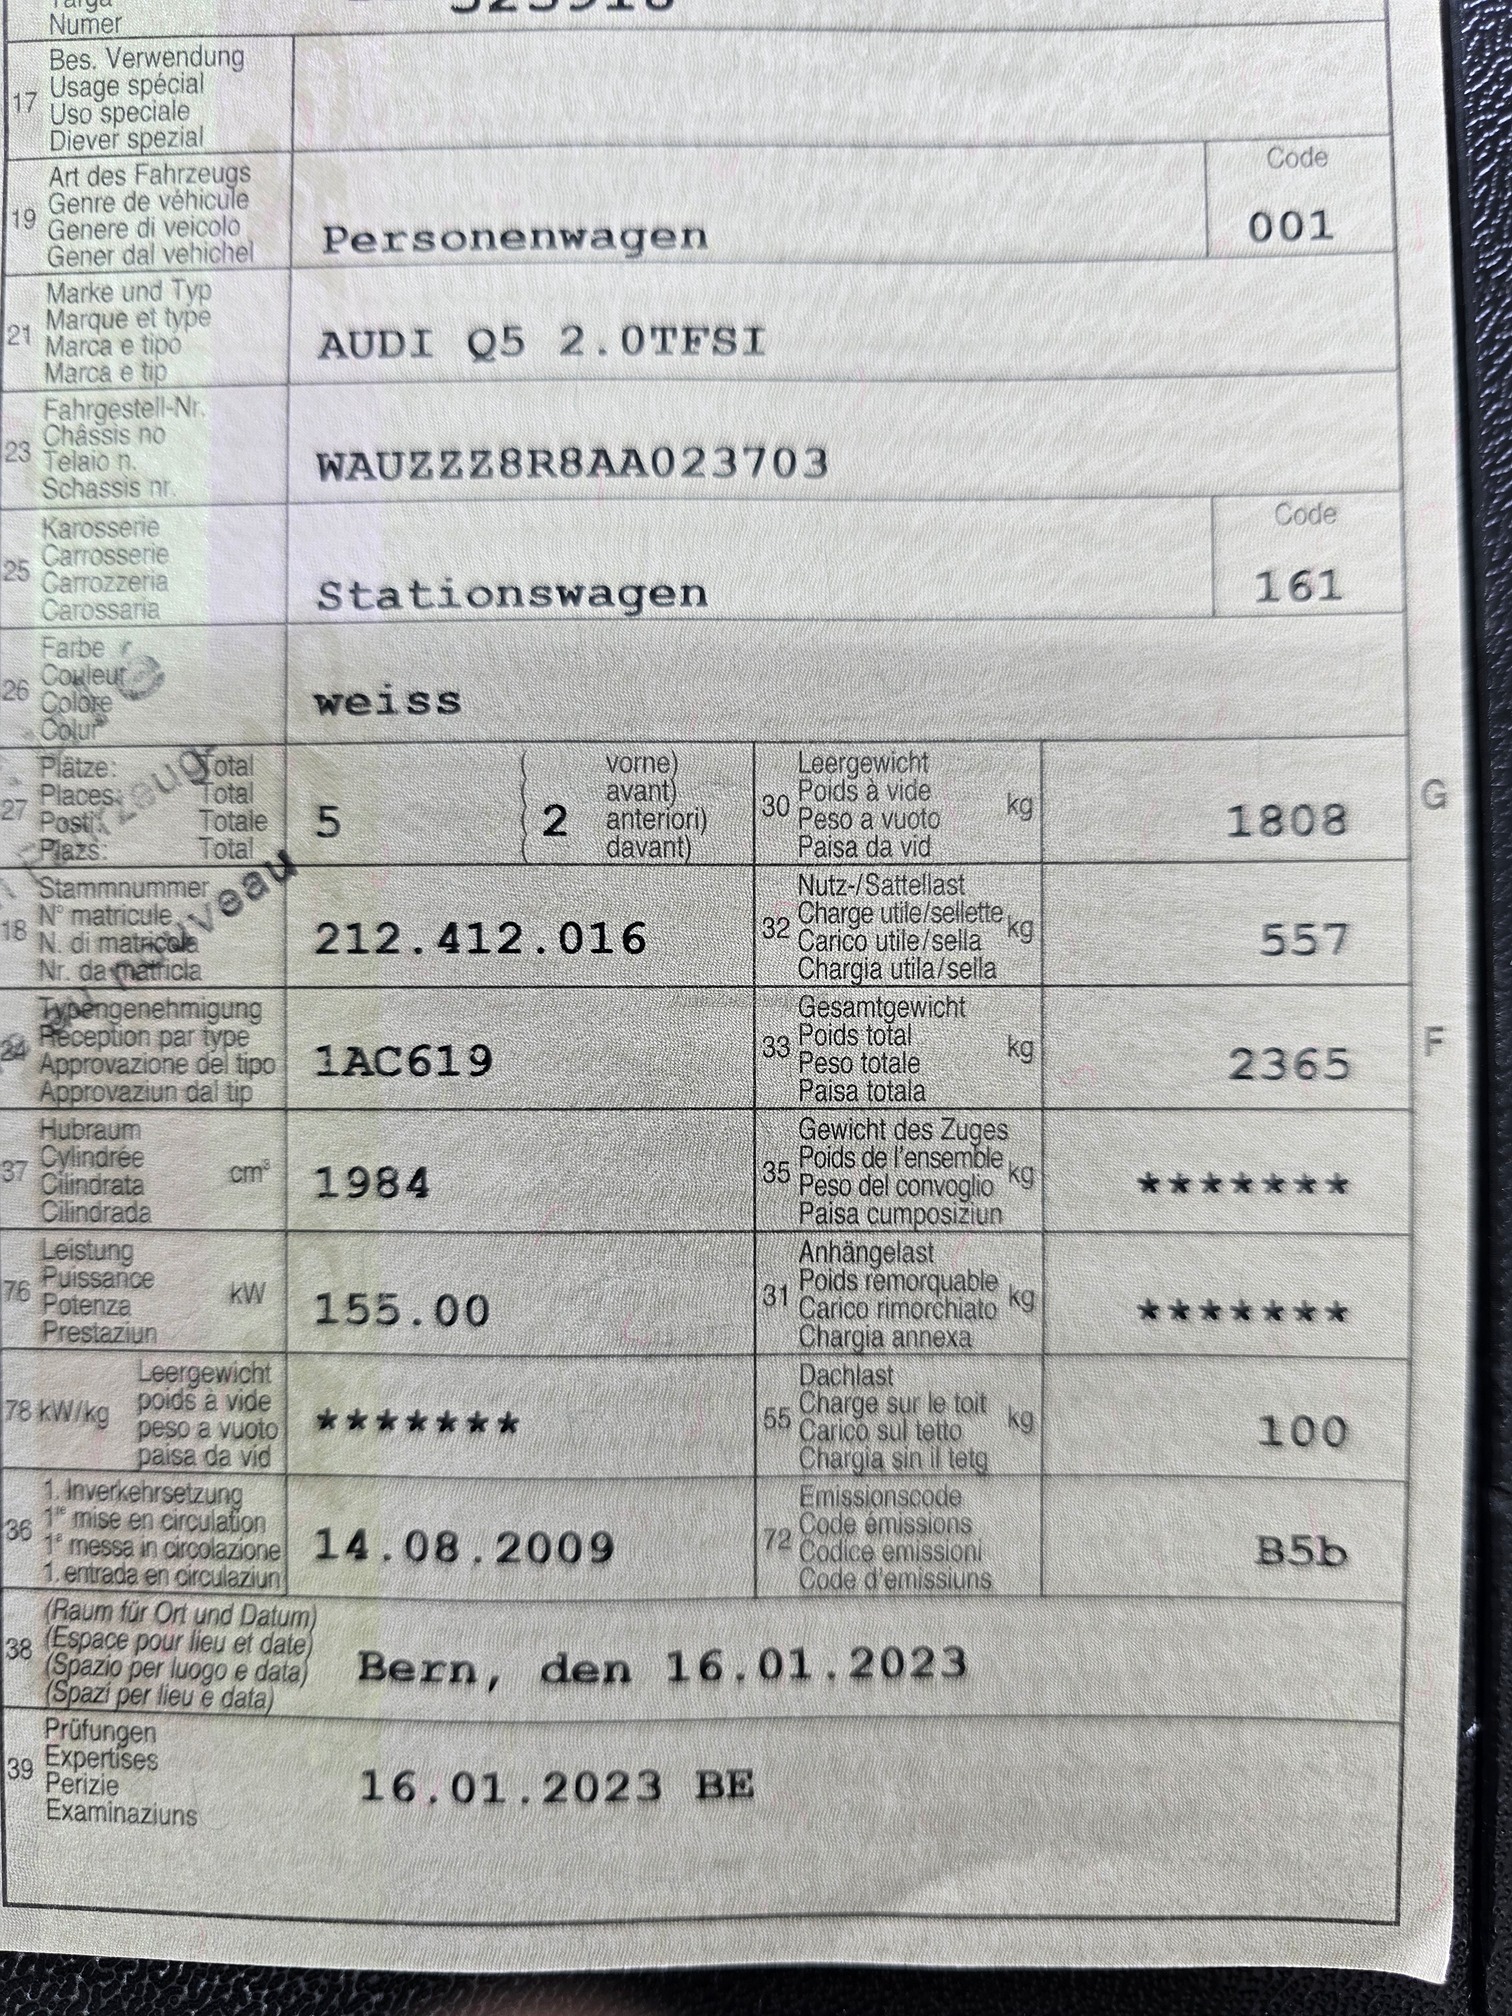 Targa
Numer
17
Bes. Verwendung
Usage spécial
Uso speciale
Diever spezial
19
Art des Fahrzeugs
Genre de véhicule
Genere di veicolo
Gener dal vehichel
Personenwagen
Code
001
21
Marke und Typ
Marque et type
Marca e tipo
Marca e tip
AUDI Q5 2.0TFSI
23
Fahrgestell-Nr.
Châssis no
Telaio n.
Schassis nr.
WAUZZZ8R8AA023703
25
Karosserie
Carrosserie
Carrozzeria
Carossaria
Stationswagen
Code
161
26
Farbe
Couleur
Colore
Colur
weiss
27
Plätze: Total
Places: Total
Posti: Totale
Plazs: Total
5
2
vorne)
avant)
anteriori)
davant)
30
Leergewicht
Poids à vide
Peso a vuoto
Paisa da vid
kg
1808
G
18
Stammnummer
N° matricule
N. di matricola
Nr. da matricla
nouveau
212.412.016
32
Nutz-/Sattellast
Charge utile/sellette
Carico utile/sella
Chargia utila/sella
kg
557
24
Typengenehmigung
Réception par type
Approvazione del tipo
Approvaziun dal tip
1AC619
33
Gesamtgewicht
Poids total
Peso totale
Paisa totala
kg
2365
F
37
Hubraum
Cylindrée
Cilindrata
Cilindrada
cm³
1984
35
Gewicht des Zuges
Poids de l'ensemble
Peso del convoglio
Paisa cumposiziun
kg
*******
76
Leistung
Puissance
Potenza
Prestaziun
kW
155.00
31
Anhängelast
Poids remorquable
Carico rimorchiato
Chargia annexa
kg
*******
78 kW/kg
Leergewicht
poids à vide
peso a vuoto
paisa da vid
*******
55
Dachlast
Charge sur le toit
Carico sul tetto
Chargia sin il tetg
kg
100
36
1. Inverkehrsetzung
1re mise en circulation
1a messa in circolazione
1. entrada en circulaziun
14.08.2009
72
Emissionscode
Code émissions
Codice emissioni
Code d'emissiuns
B5b
38
(Raum für Ort und Datum)
(Espace pour lieu et date)
(Spazio per luogo e data)
(Spazi per lieu e data)
Bern, den 16.01.2023
39
Prüfungen
Expertises
Perizie
Examinaziuns
16.01.2023 BE